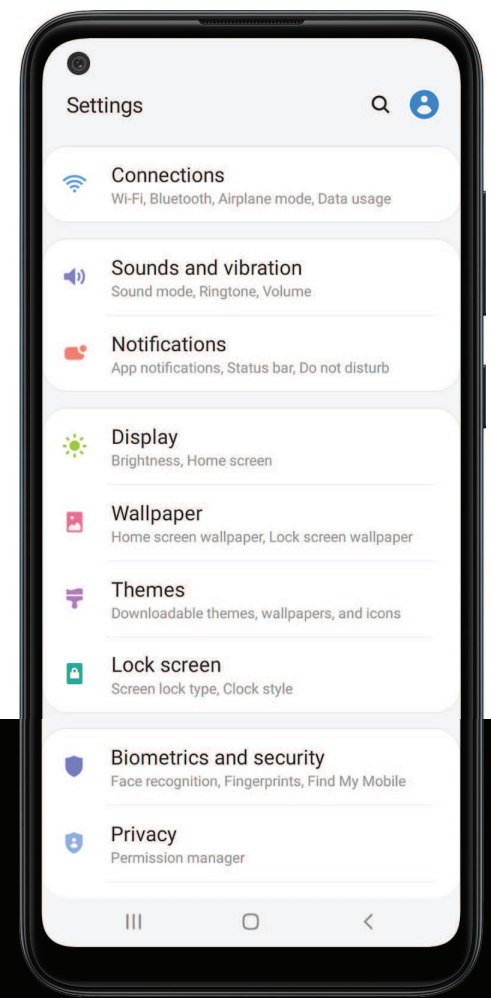 Settings
Connections
Wi-Fi, Bluetooth, Airplane mode, Data usage
Sounds and vibration
Sound mode, Ringtone, Volume
Notifications
App notifications, Status bar, Do not disturb
Display
Brightness, Home screen
Wallpaper
Home screen wallpaper, Lock screen wallpaper
Themes
Downloadable themes, wallpapers, and icons
Lock screen
Screen lock type, Clock style
Biometrics and security
Face recognition, Fingerprints, Find My Mobile
Privacy
Permission manager